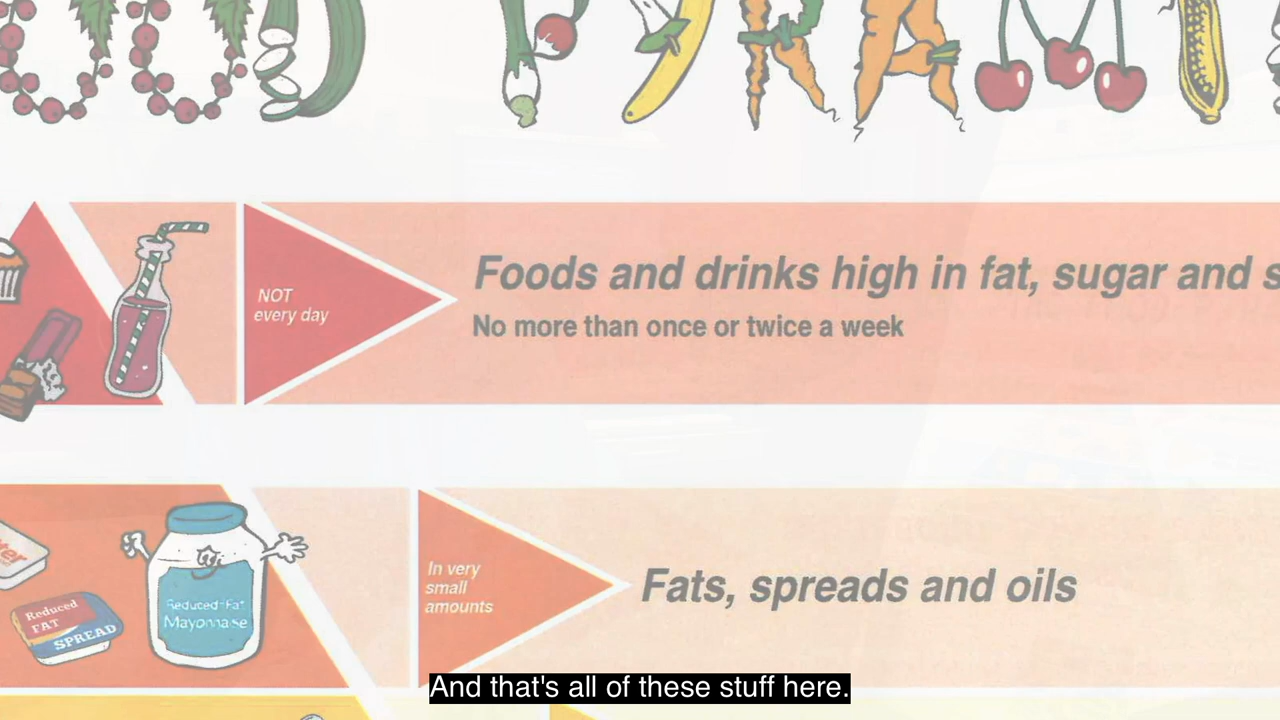 OOD PYRAMI
NOT
every day
Foods and drinks high in fat, sugar and s
No more than once or twice a week
In very
small
amounts
Fats, spreads and oils
Reduced
FAT
SPREAD
Reduced-Fat
Mayonnaise
And that's all of these stuff here.